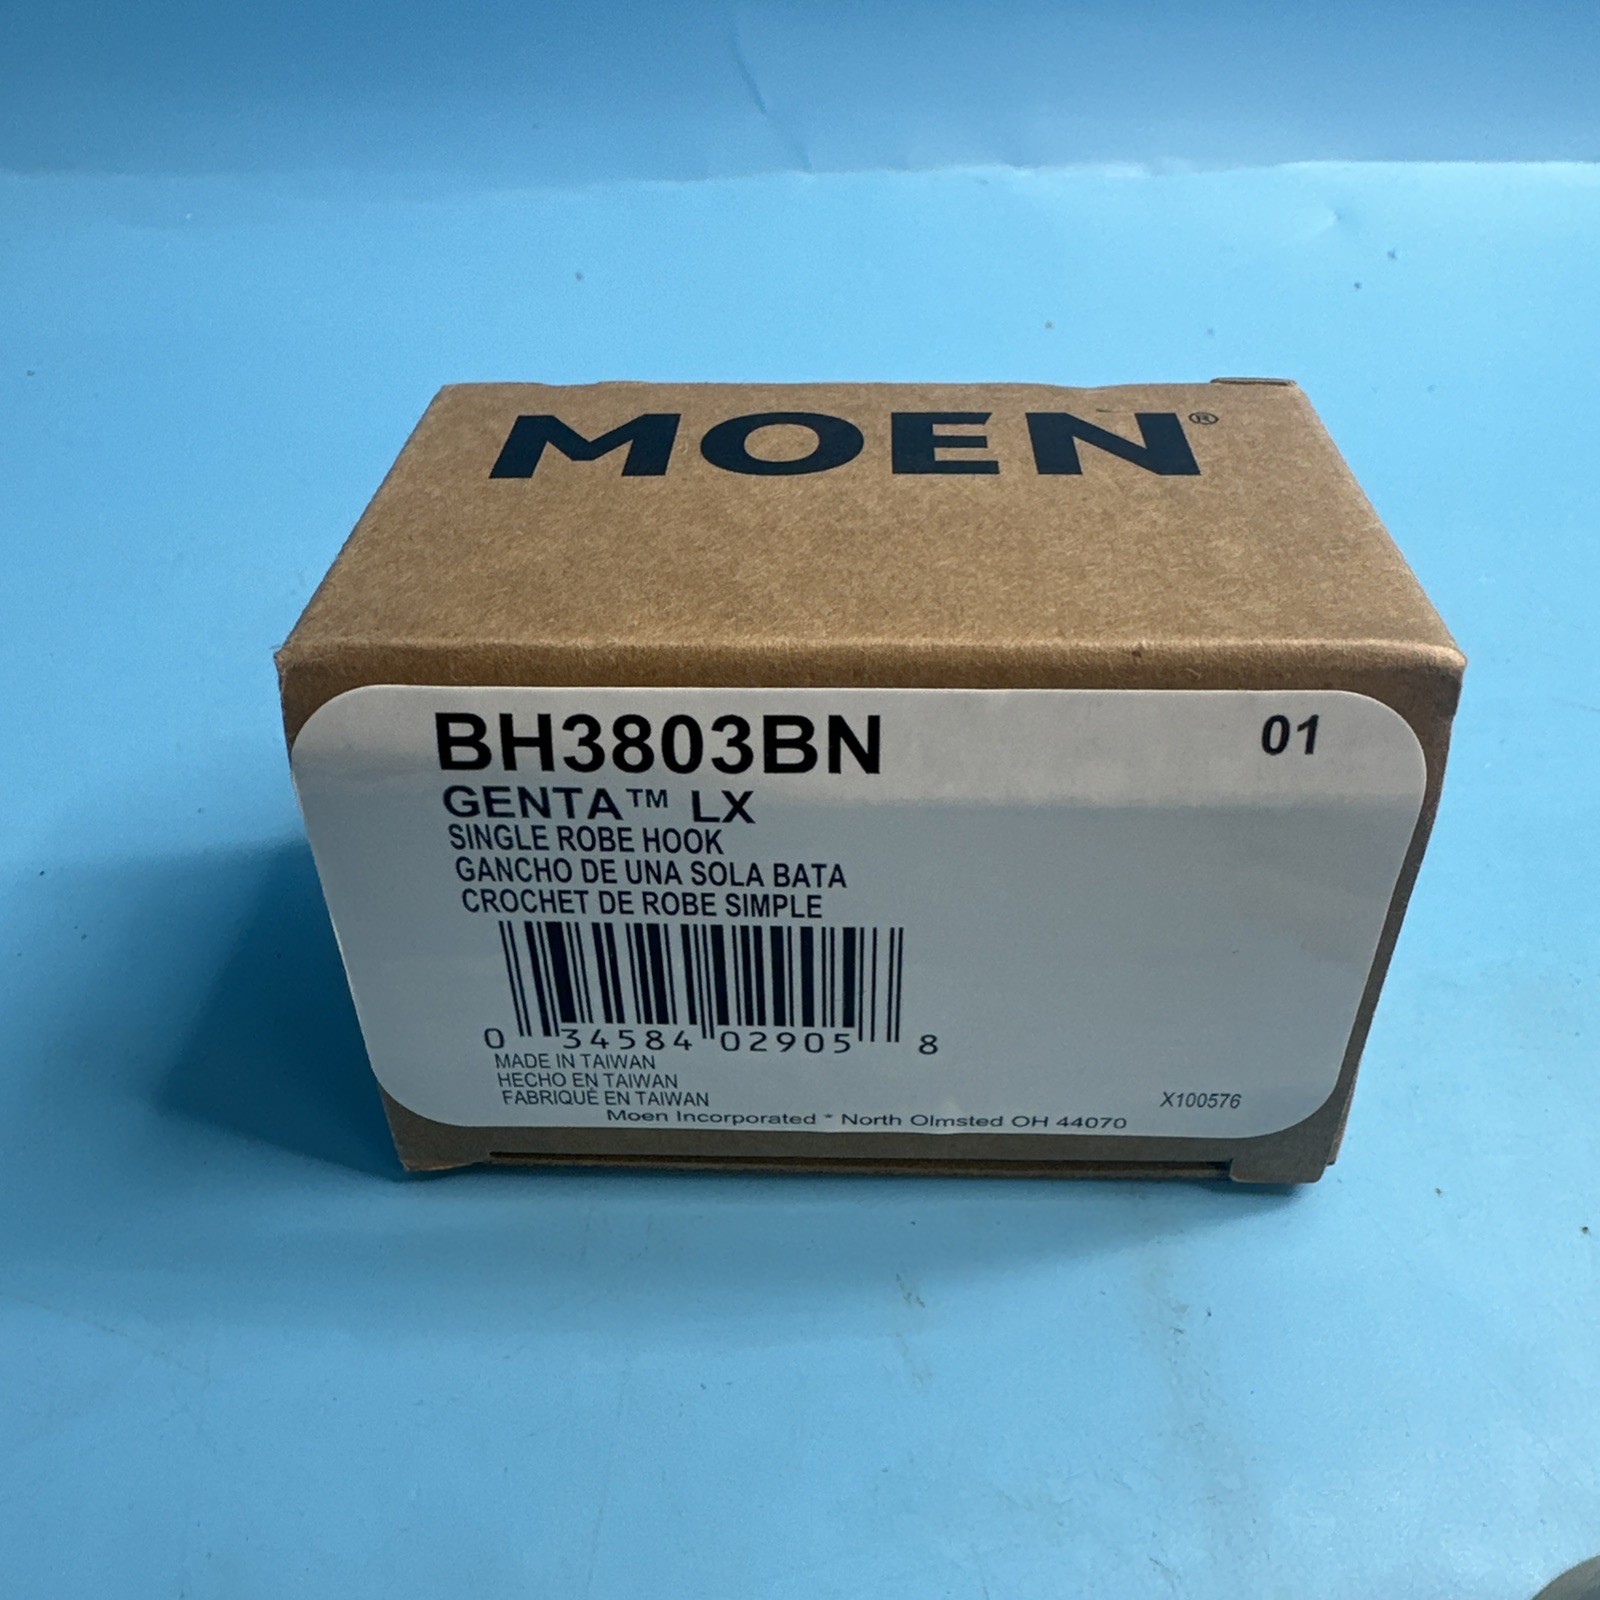 MOEN®
BH3803BN
01
GENTA™ LX
SINGLE ROBE HOOK
GANCHO DE UNA SOLA BATA
CROCHET DE ROBE SIMPLE
0 34584 02905 8
MADE IN TAIWAN
HECHO EN TAIWAN
FABRIQUÉ EN TAIWAN
X100576
Moen Incorporated * North Olmsted OH 44070